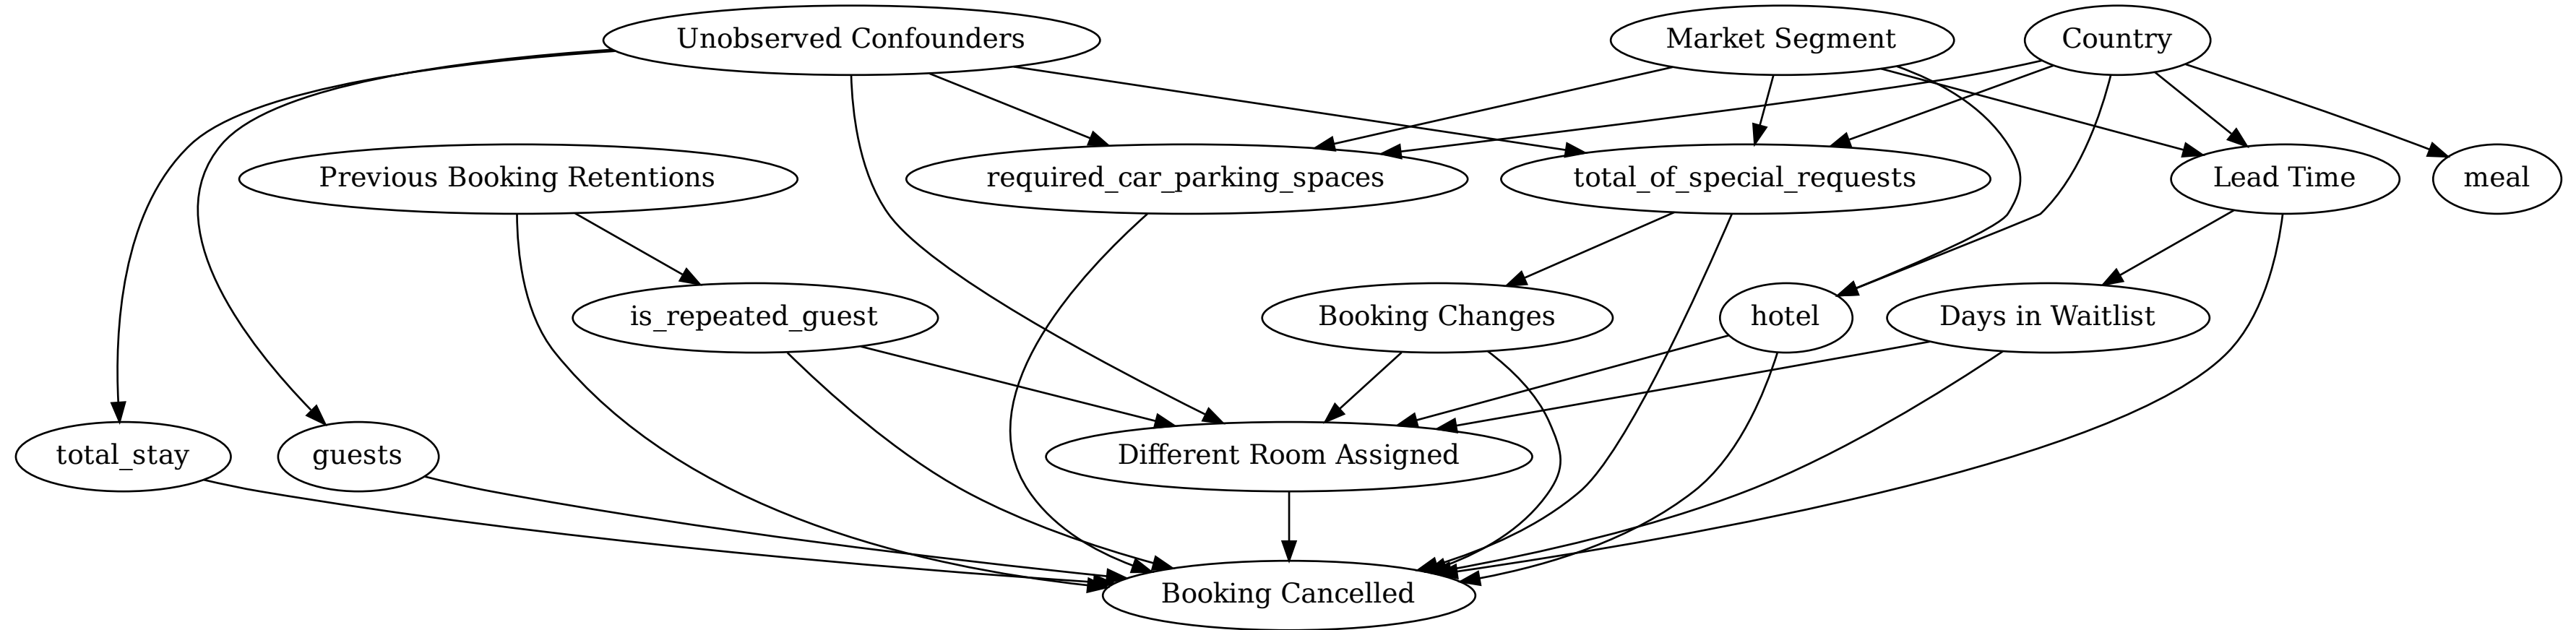 Unobserved Confounders
Market Segment
Country
Previous Booking Retentions
required_car_parking_spaces
total_of_special_requests
Lead Time
meal
is_repeated_guest
Booking Changes
hotel
Days in Waitlist
total_stay
guests
Different Room Assigned
Booking Cancelled